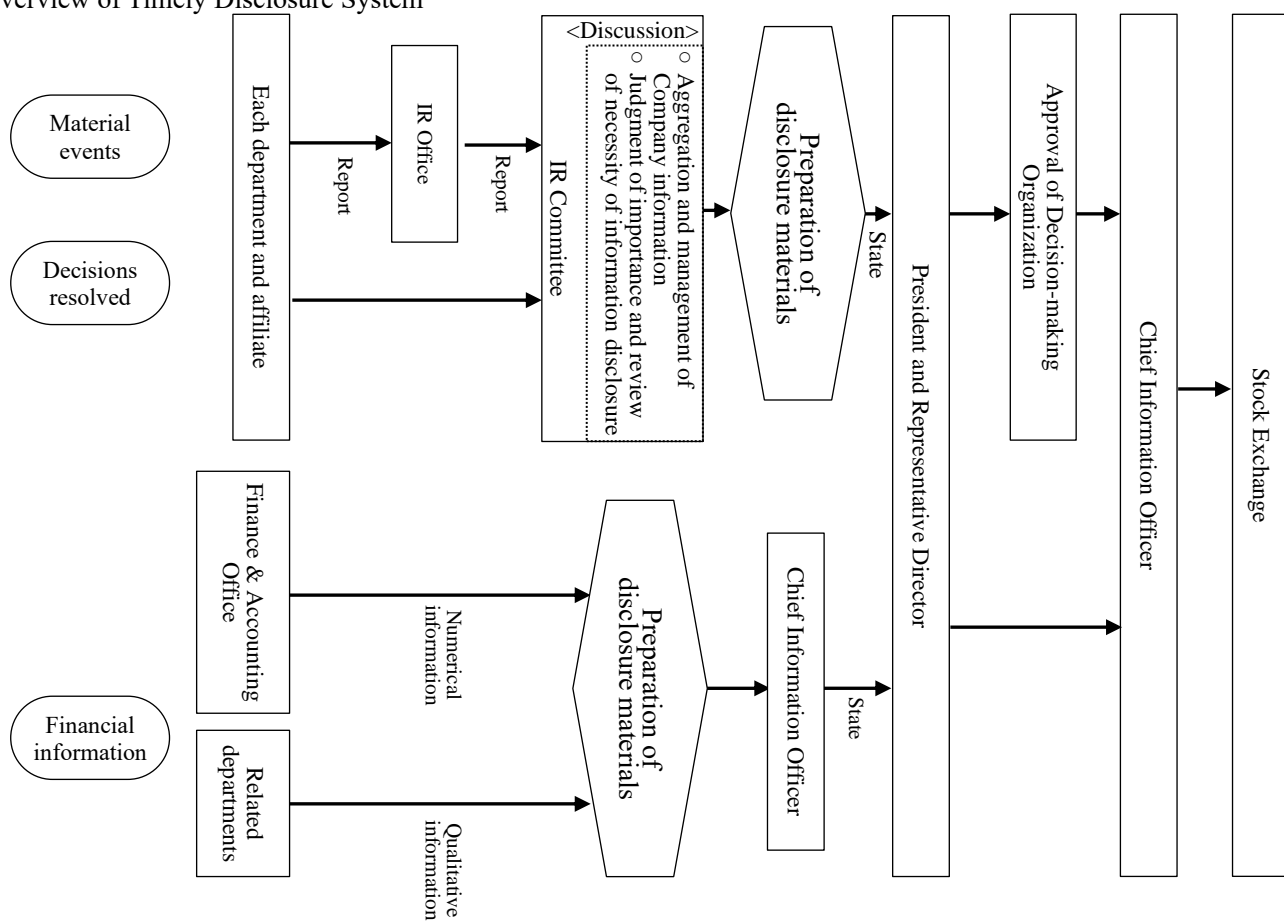 verview of Timely Disclosure System
Material
events
Decisions
resolved
Financial
information
Each department and affiliate
Report
IR Office
Report
IR Committee
<Discussion>
○ Aggregation and management of
Company information
○ Judgment of importance and review
of necessity of information disclosure
Preparation of
disclosure materials
State
Finance & Accounting
Office
Numerical
information
Related
departments
Qualitative
information
Preparation of
disclosure materials
Chief Information Officer
State
President and Representative Director
Approval of Decision-making
Organization
Chief Information Officer
Stock Exchange